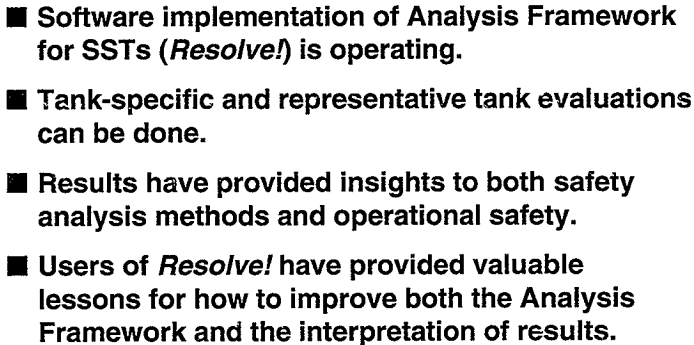 ■ Software implementation of Analysis Framework
for SSTs (Resolve!) is operating.
■ Tank-specific and representative tank evaluations
can be done.
■ Results have provided insights to both safety
analysis methods and operational safety.
■ Users of Resolve! have provided valuable
lessons for how to improve both the Analysis
Framework and the interpretation of results.